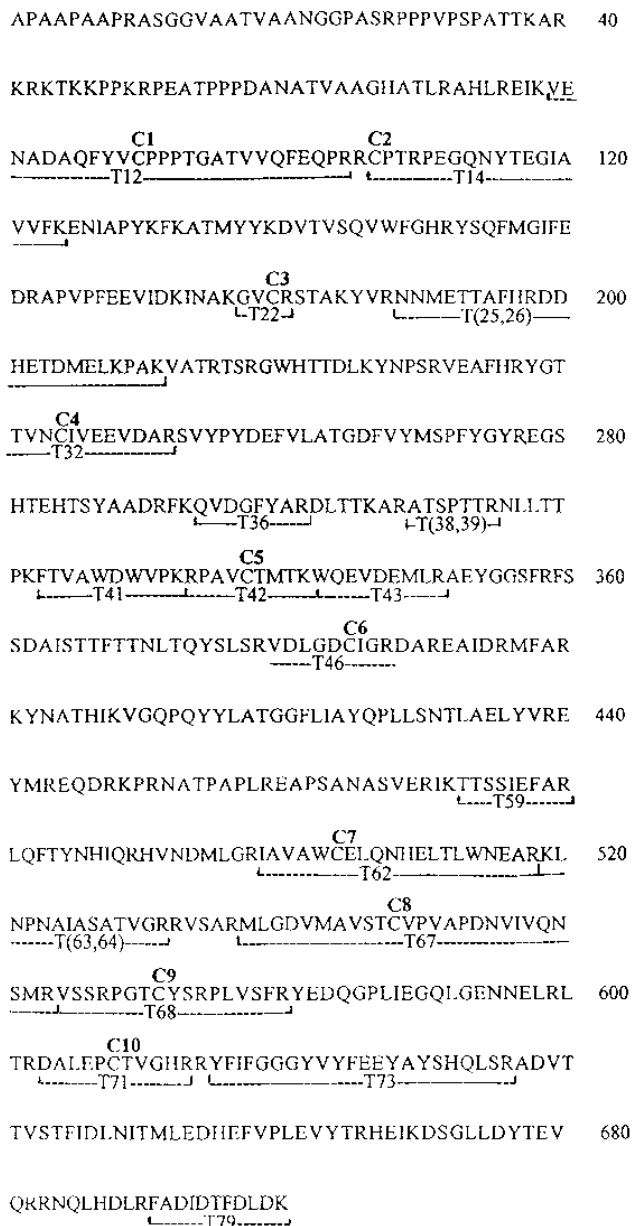 APAAPAAPRASGGVAATVAANGGPASRPPPVPSPATTKAR 40
KRKTKKPPKRPEATPPPDANATVAAGHATLRAHLREIKVE
C1 C2
NADAQFYVCPPPTGATVVQFEQPRRCPTRPEGQNYTEGIA 120
T12 T14
VVFKENIAPYKFKATMYYKDVTVSQVWFGHRYSQFMGIFE
C3
DRAPVPFEEVIDKINAKGVCRSTAKYVRNNMETTAFHRDD 200
T22 T(25,26)
HETDMELKPAKVATRTSRGWHTTDLKYNPSRVEAFHRYGT
C4
TVNCIVEEVDARSVYPYDEFVLATGDFVYMSPFYGYREGS 280
T32
HTEHTSYAADRFKQVDGFYARDLTTKARATSPTTRNLLTT
T36 T(38,39)
C5
PKFTVAWDWVPKRPAVCTMTKWQEVDEMLRAEYGGSFRFS 360
T41 T42 T43
C6
SDAISTTFTTNLTQYSLSRVDLGDCIGRDAREAIDRMFAR
T46
KYNATHIKVGQPQYYLATGGFLIAYQPLLSNTLAELYVRE 440
YMREQDRKPRNATPAPLREAPSANASVERIKTTSSIEFAR
T59
C7
LQFTYNHIQRHVNDMLGRIAVAWCELQNHELTLWNEARKL 520
T62
C8
NPNAIASATVGRRVSARMLGDVMAVSTCVPVAPDNVIVQN
T(63,64) T67
C9
SMRVSSRPGTCYSRPLVSFRYEDQGPLIEGQLGENNELRL 600
T68
C10
TRDALEPCTVGHRRYFIFGGGYVYFEEYAYSHQLSRADVT
T71 T73
TVSTFIDLNITMLEDHEFVPLEVYTRHEIKDSGLLDYTEV 680
QRRNQLHDLRFADIDTFDLDK
T79